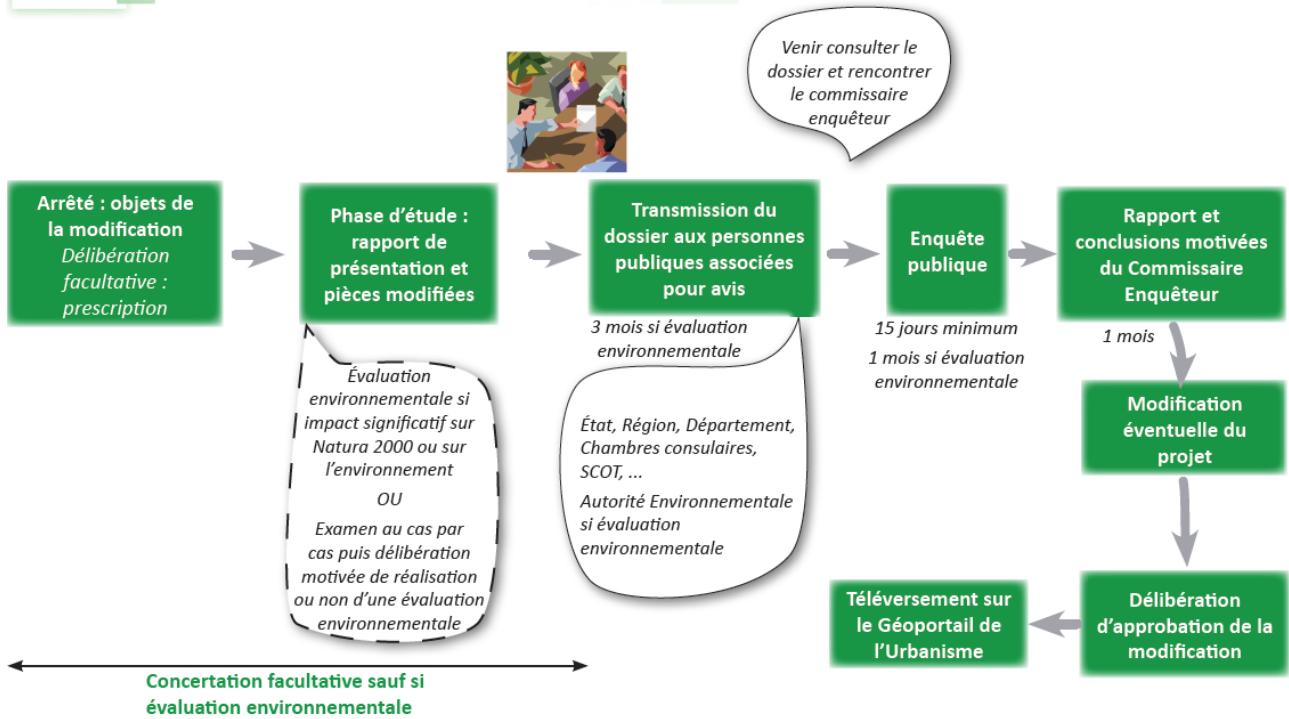 Venir consulter le
dossier et rencontrer
le commissaire
enquêteur
Arrêté : objets de
la modification
Délibération
facultative :
prescription
Phase d’étude :
rapport de
présentation et
pièces modifiées
Transmission du
dossier aux personnes
publiques associées
pour avis
Enquête
publique
Rapport et
conclusions motivées
du Commissaire
Enquêteur
3 mois si évaluation
environnementale
15 jours minimum
1 mois si évaluation
environnementale
1 mois
Évaluation
environnementale si
impact significatif sur
Natura 2000 ou sur
l’environnement
OU
Examen au cas par
cas puis délibération
motivée de réalisation
ou non d’une évaluation
environnementale
État, Région, Département,
Chambres consulaires,
SCOT, ...
Autorité Environnementale
si évaluation
environnementale
Modification
éventuelle du
projet
Délibération
d’approbation de la
modification
Téléversement sur
le Géoportail de
l’Urbanisme
Concertation facultative sauf si
évaluation environnementale